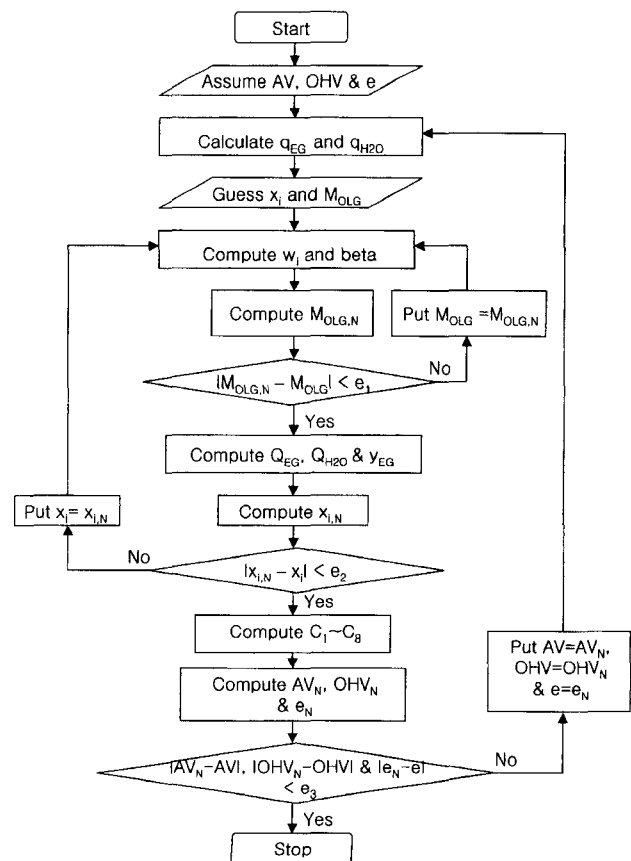 Start
Assume AV, OHV & e
Calculate q_EG and q_H2O
Guess x_i and M_OLG
Compute w_i and beta
Compute M_OLG,N
Put M_OLG =M_OLG,N
|M_OLG,N – M_OLG| < e_1
No
Yes
Compute Q_EG, Q_H2O & y_EG
Put x_i= x_i,N
Compute x_i,N
No
|x_i,N – x_i| < e_2
Yes
Compute C_1~C_8
Put AV=AV_N,
OHV=OHV_N
& e=e_N
Compute AV_N, OHV_N
& e_N
|AV_N–AV|, |OHV_N–OHV| & |e_N–e|
< e_3
No
Yes
Stop